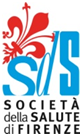 SdS
SOCIETÀ
della SALUTE
di FIRENZE